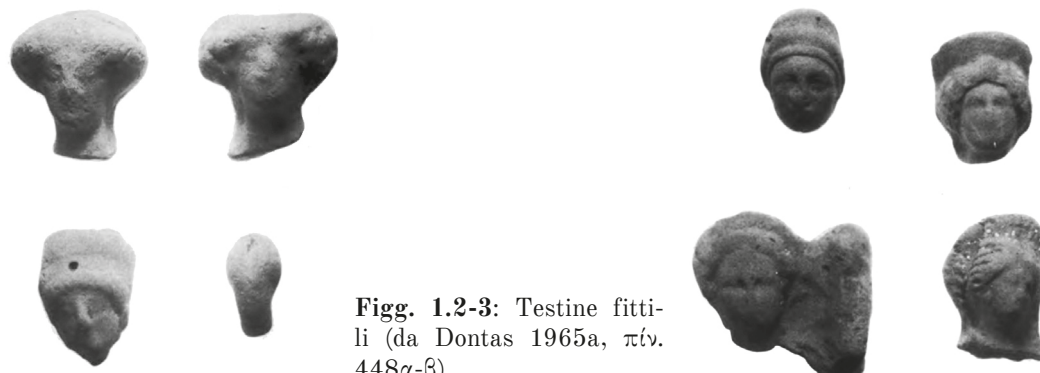 Figg. 1.2-3: Testine fitti-
li (da Dontas 1965a, πίν.
448α-β)